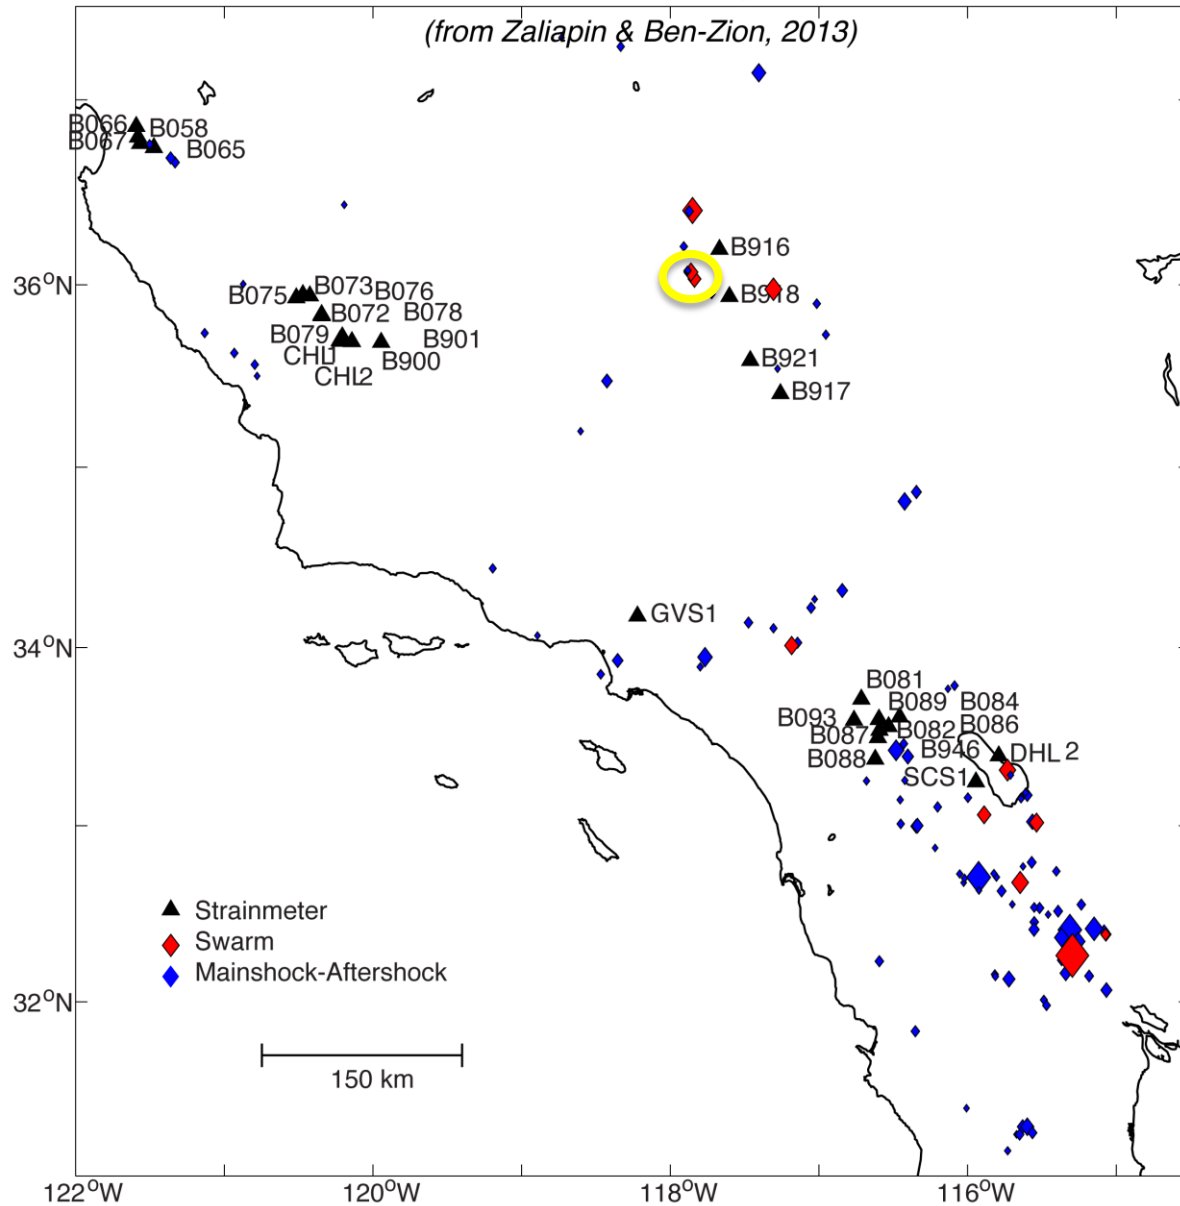 (from Zaliapin & Ben-Zion, 2013)
B066
B058
B067
B065
B916
36°N
B073
B076
B075
B918
B072
B078
B079
B901
CHL1
B900
B921
CHL2
B917
GVS1
34°N
B081
B089
B084
B093
B082
B086
B087
B946
DHL2
B088
SCS1
Strainmeter
Swarm
Mainshock-Aftershock
32°N
150 km
122°W
120°W
118°W
116°W